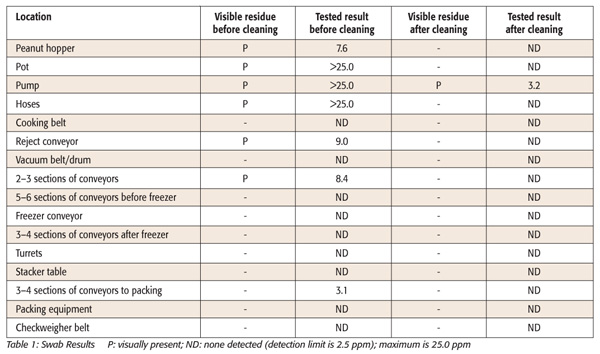 Location Visible residue before cleaning Tested result before cleaning Visible residue after cleaning Tested result after cleaning
Peanut hopper P 7.6 - ND
Pot P >25.0 - ND
Pump P >25.0 P 3.2
Hoses P >25.0 - ND
Cooking belt - ND - ND
Reject conveyor P 9.0 - ND
Vacuum belt/drum - ND - ND
2–3 sections of conveyors P 8.4 - ND
5–6 sections of conveyors before freezer - ND - ND
Freezer conveyor - ND - ND
3–4 sections of conveyors after freezer - ND - ND
Turrets - ND - ND
Stacker table - ND - ND
3–4 sections of conveyors to packing - 3.1 - ND
Packing equipment - ND - ND
Checkweigher belt - ND - ND
Table 1: Swab Results P: visually present; ND: none detected (detection limit is 2.5 ppm); maximum is 25.0 ppm